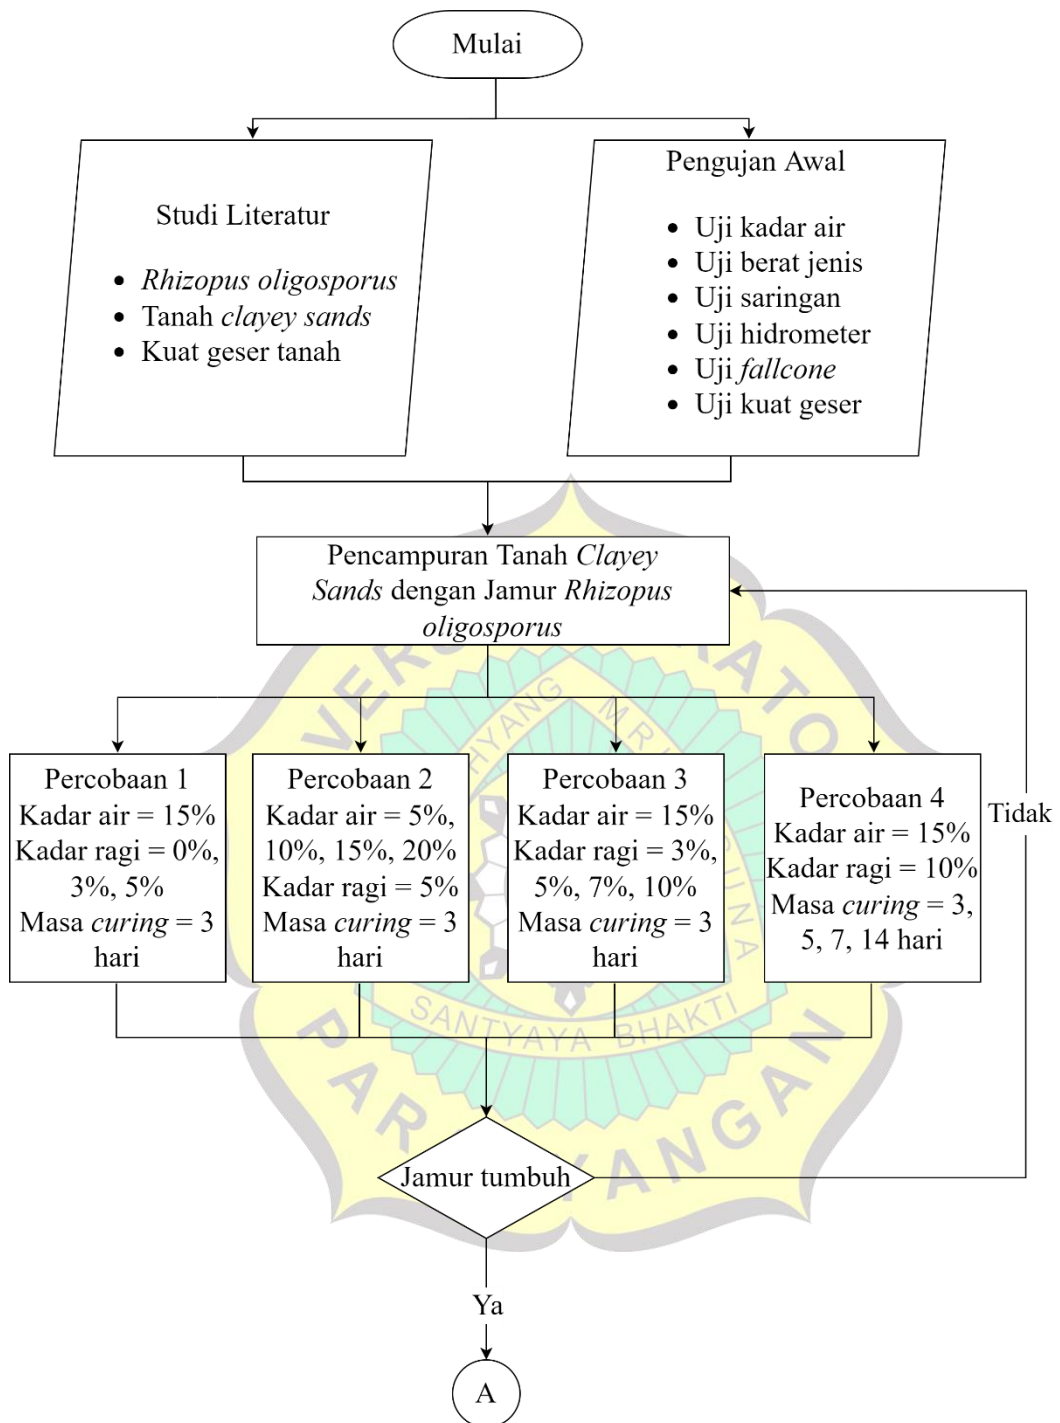 Mulai
Studi Literatur
• Rhizopus oligosporus
• Tanah clayey sands
• Kuat geser tanah
Pengujan Awal
• Uji kadar air
• Uji berat jenis
• Uji saringan
• Uji hidrometer
• Uji fallcone
• Uji kuat geser
Pencampuran Tanah Clayey
Sands dengan Jamur Rhizopus
oligosporus
Percobaan 1
Kadar air = 15%
Kadar ragi = 0%,
3%, 5%
Masa curing = 3
hari
Percobaan 2
Kadar air = 5%,
10%, 15%, 20%
Kadar ragi = 5%
Masa curing = 3
hari
Percobaan 3
Kadar air = 15%
Kadar ragi = 3%,
5%, 7%, 10%
Masa curing = 3
hari
Percobaan 4
Kadar air = 15%
Kadar ragi = 10%
Masa curing = 3,
5, 7, 14 hari
Tidak
SANTYAYA BHAKTI
Jamur tumbuh
Ya
A